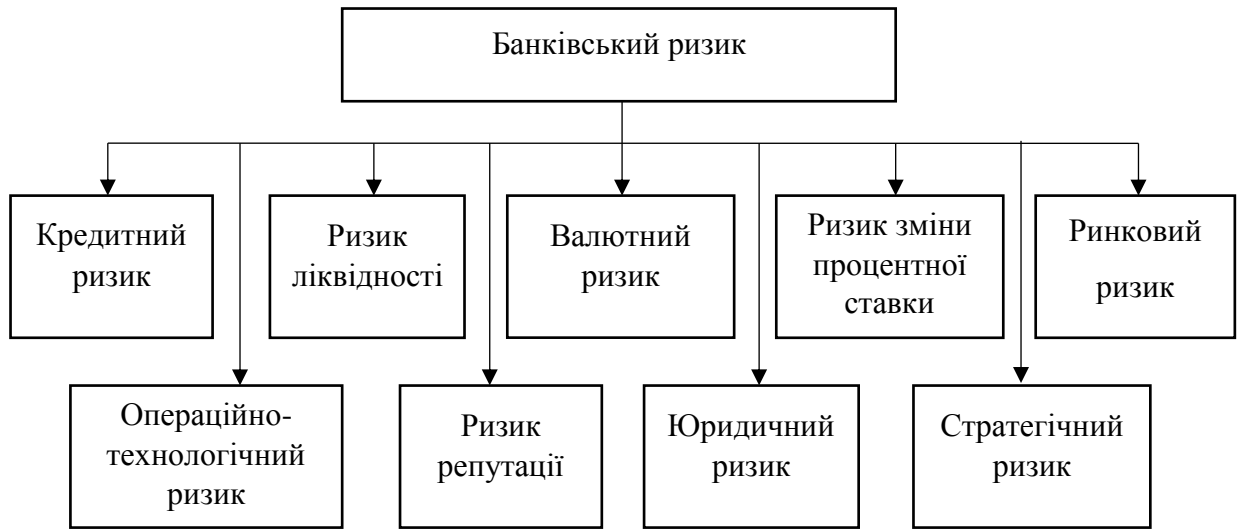 Банківський ризик
Кредитний
ризик
Ризик
ліквідності
Валютний
ризик
Ризик зміни
процентної
ставки
Ринковий
ризик
Операційно-
технологічний
ризик
Ризик
репутації
Юридичний
ризик
Стратегічний
ризик